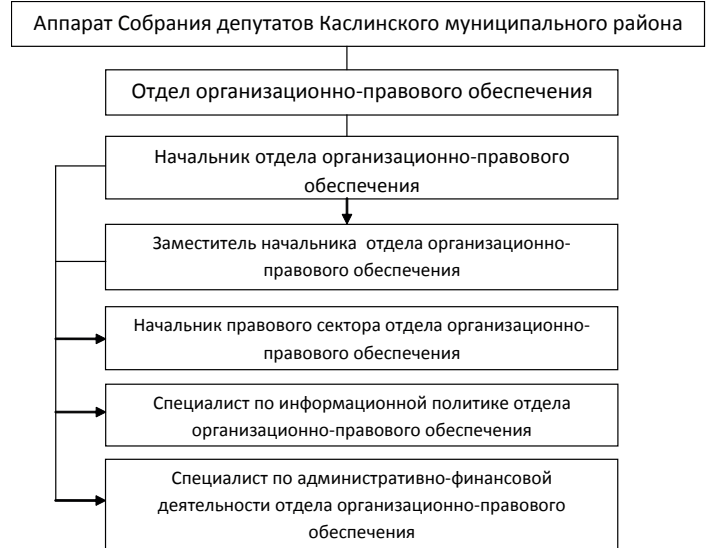 Аппарат Собрания депутатов Каслинского муниципального района
Отдел организационно-правового обеспечения
Начальник отдела организационно-правового
обеспечения
Заместитель начальника отдела организационно-
правового обеспечения
Начальник правового сектора отдела организационно-
правового обеспечения
Специалист по информационной политике отдела
организационно-правового обеспечения
Специалист по административно-финансовой
деятельности отдела организационно-правового
обеспечения